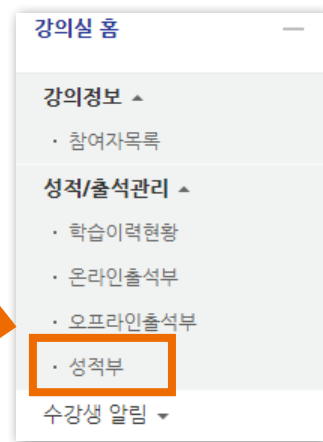 강의실 홈
강의정보 ▲
· 참여자목록
성적/출석관리 ▲
· 학습이력현황
· 온라인출석부
· 오프라인출석부
· 성적부
수강생 알림 ▼